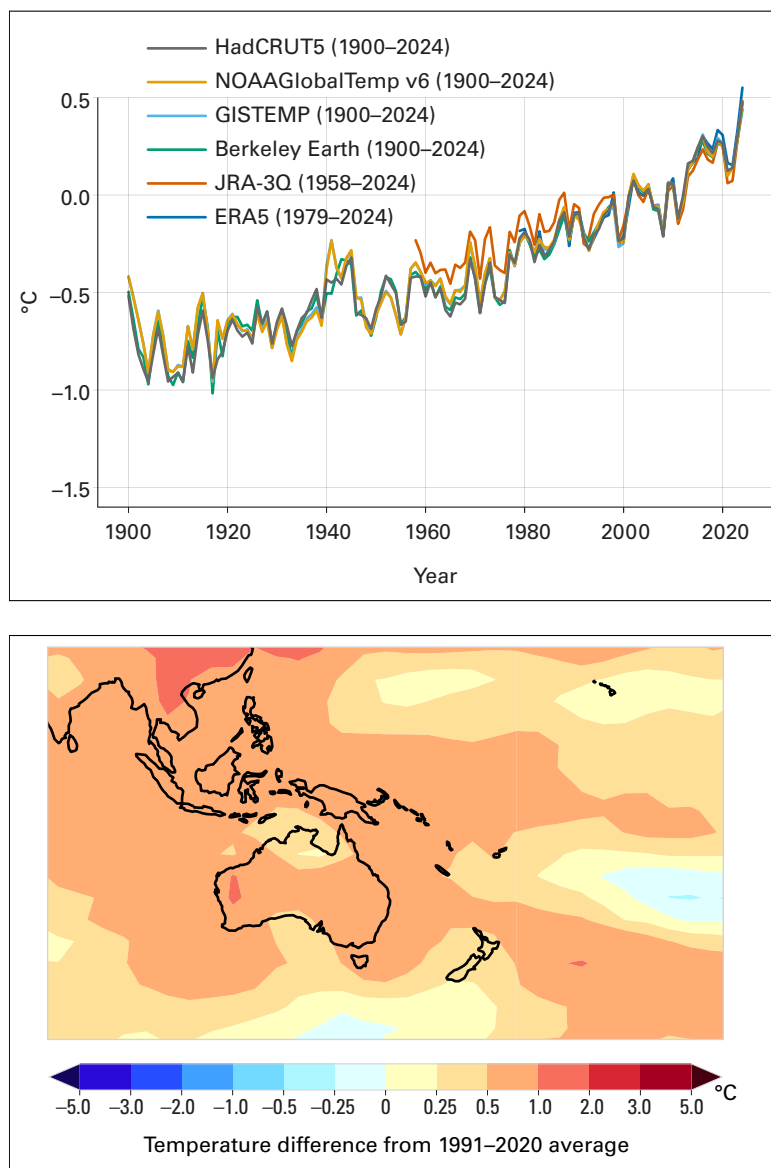 HadCRUT5 (1900–2024)
NOAAGlobalTemp v6 (1900–2024)
GISTEMP (1900–2024)
Berkeley Earth (1900–2024)
JRA-3Q (1958–2024)
ERA5 (1979–2024)
0.5
0.0
–0.5
–1.0
–1.5
°C
1900 1920 1940 1960 1980 2000 2020
Year
–5.0 –3.0 –2.0 –1.0 –0.5 –0.25 0 0.25 0.5 1.0 2.0 3.0 5.0 °C
Temperature difference from 1991–2020 average